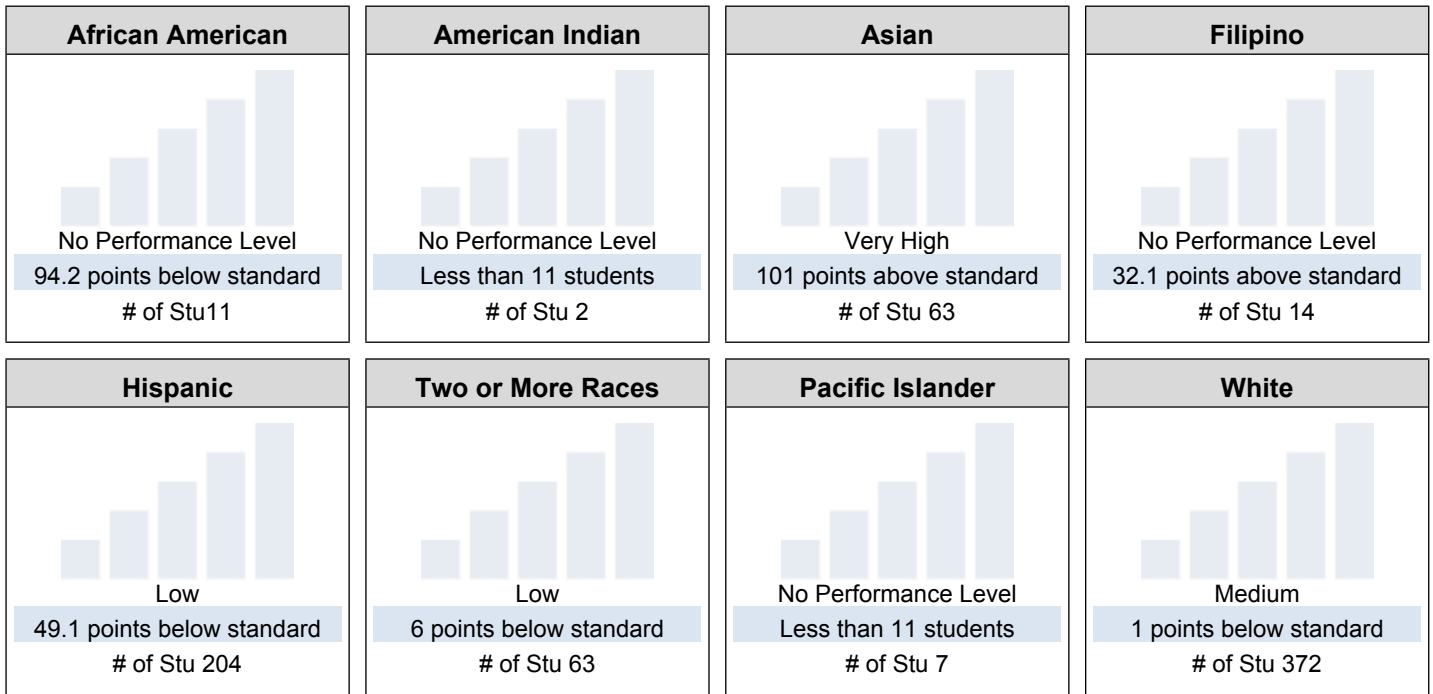 African American
No Performance Level
94.2 points below standard
# of Stu11
American Indian
No Performance Level
Less than 11 students
# of Stu 2
Asian
Very High
101 points above standard
# of Stu 63
Filipino
No Performance Level
32.1 points above standard
# of Stu 14
Hispanic
Low
49.1 points below standard
# of Stu 204
Two or More Races
Low
6 points below standard
# of Stu 63
Pacific Islander
No Performance Level
Less than 11 students
# of Stu 7
White
Medium
1 points below standard
# of Stu 372